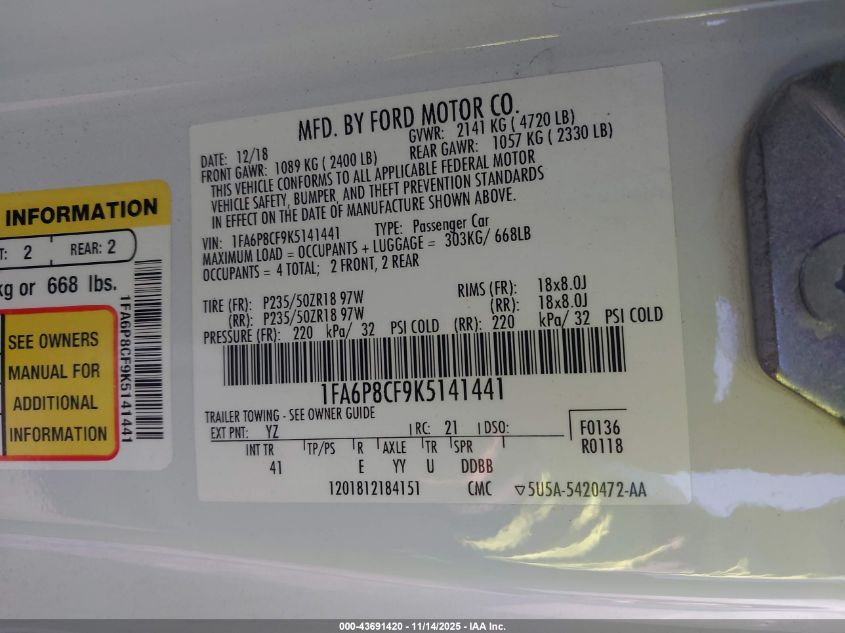 MFD. BY FORD MOTOR CO.
DATE: 12/18 GVWR: 2141 KG ( 4720 LB)
FRONT GAWR: 1089 KG ( 2400 LB) REAR GAWR: 1057 KG ( 2330 LB)
THIS VEHICLE CONFORMS TO ALL APPLICABLE FEDERAL MOTOR
VEHICLE SAFETY, BUMPER, AND THEFT PREVENTION STANDARDS
IN EFFECT ON THE DATE OF MANUFACTURE SHOWN ABOVE.
VIN: 1FA6P8CF9K5141441 TYPE: Passenger Car
MAXIMUM LOAD = OCCUPANTS + LUGGAGE = 303KG/ 668LB
OCCUPANTS = 4 TOTAL; 2 FRONT, 2 REAR
TIRE (FR): P235/50ZR18 97W RIMS (FR): 18x8.0J
(RR): P235/50ZR18 97W (RR): 18x8.0J
PRESSURE (FR): 220 kPa/ 32 PSI COLD (RR): 220 kPa/ 32 PSI COLD
1FA6P8CF9K5141441
TRAILER TOWING - SEE OWNER GUIDE
EXT PNT: YZ RC: 21 DSO: F0136
R0118
INT TR TP/PS R AXLE TR SPR
41 E YY U DDBB
1201812184151 CMC ▽5U5A-5420472-AA
INFORMATION
2 REAR: 2
kg or 668 lbs.
SEE OWNERS
MANUAL FOR
ADDITIONAL
INFORMATION
1FA6P8CF9K5141441
000-43691420 - 11/14/2025 - IAA Inc.